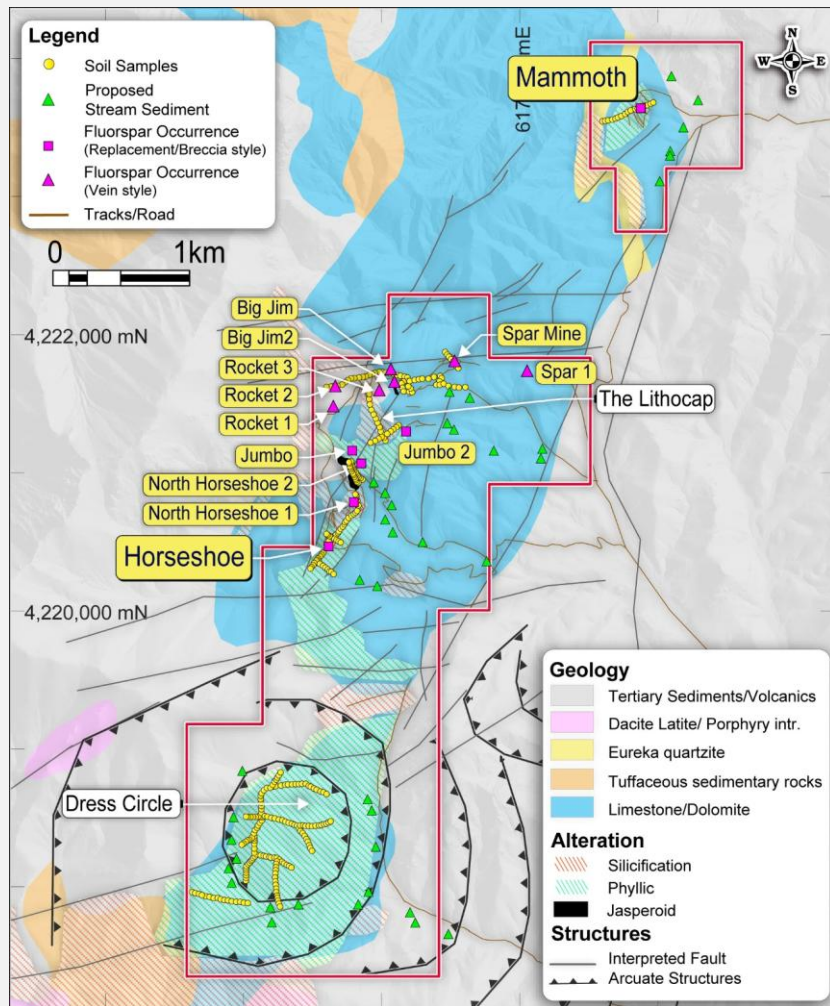 Legend
Soil Samples
Proposed
Stream Sediment
Fluorspar Occurrence
(Replacement/Breccia style)
Fluorspar Occurrence
(Vein style)
Tracks/Road
0 1km
mE
N
W E
S
Mammoth
4,222,000 mN
Big Jim
Big Jim2
Rocket 3
Rocket 2
Rocket 1
Jumbo
North Horseshoe 2
North Horseshoe 1
Horseshoe
Spar Mine
Spar 1
The Lithocap
Jumbo 2
4,220,000 mN
Dress Circle
Geology
Tertiary Sediments/Volcanics
Dacite Latite/ Porphyry intr.
Eureka quartzite
Tuffaceous sedimentary rocks
Limestone/Dolomite
Alteration
Silicification
Phyllic
Jasperoid
Structures
Interpreted Fault
Arcuate Structures